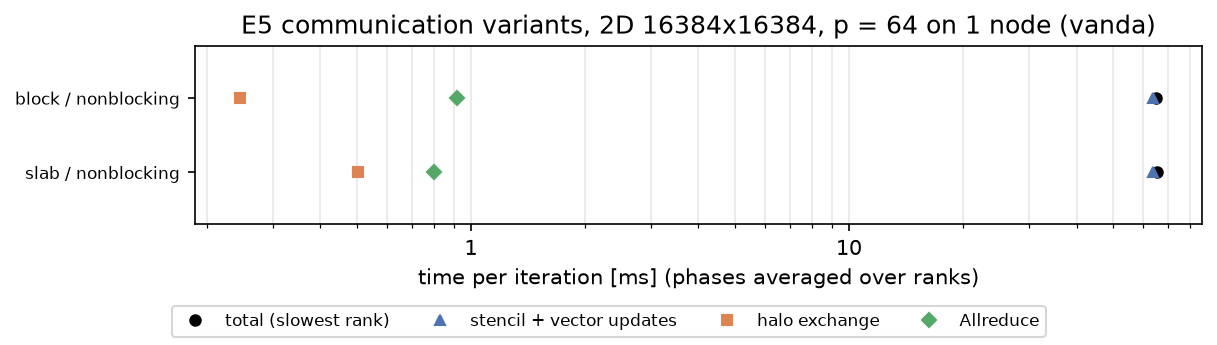 E5 communication variants, 2D 16384x16384, p = 64 on 1 node (vanda)
block / nonblocking
slab / nonblocking
1 10
time per iteration [ms] (phases averaged over ranks)
total (slowest rank) stencil + vector updates halo exchange Allreduce